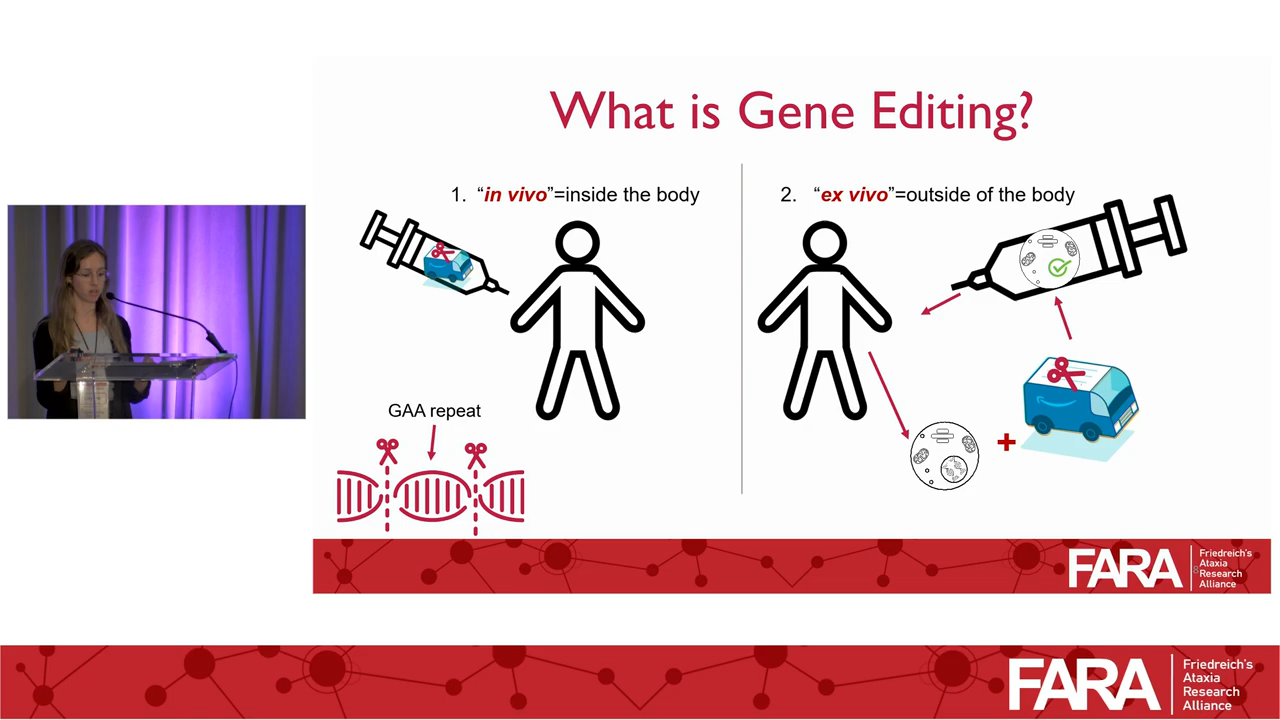 What is Gene Editing?
1. “in vivo”=inside the body
2. “ex vivo”=outside of the body
GAA repeat
+
FARA
Friedreich's
Ataxia
Research
Alliance
8
FARA
Friedreich's
Ataxia
Research
Alliance